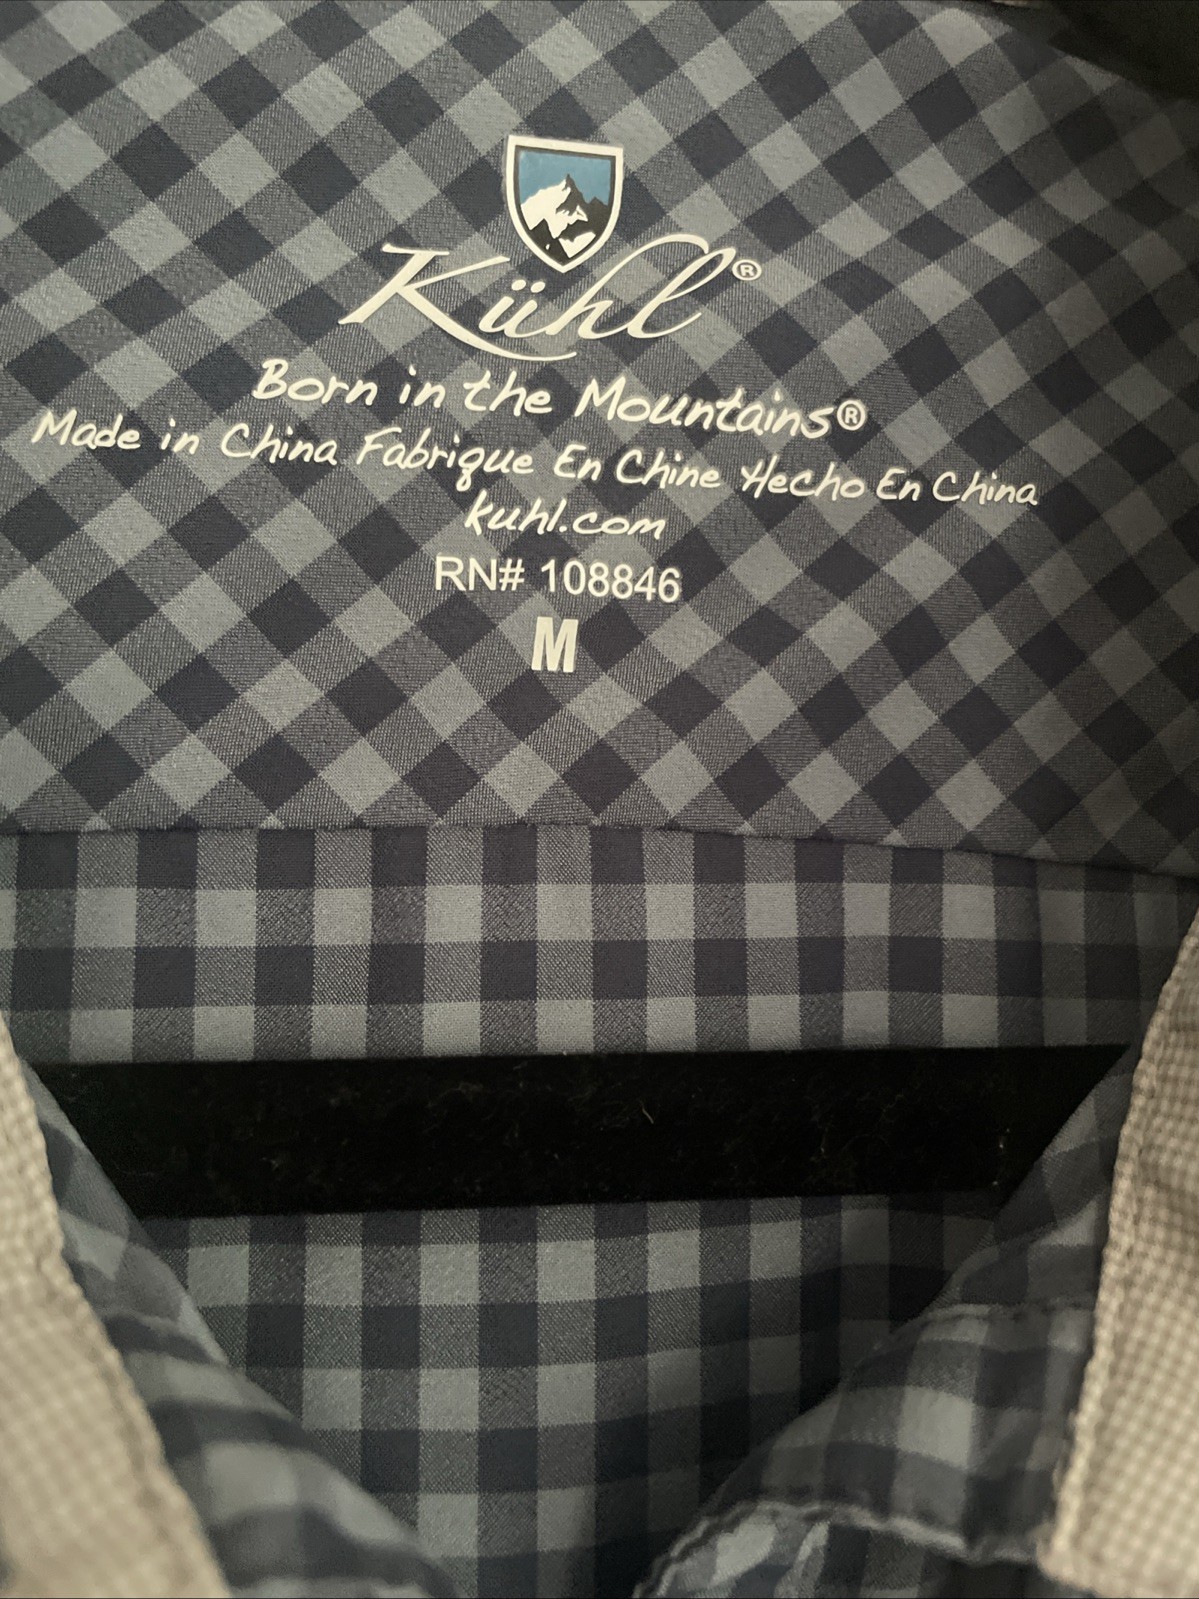 Kühl®
Born in the Mountains®
Made in China Fabrique En Chine Hecho En China
kuhl.com
RN# 108846
M